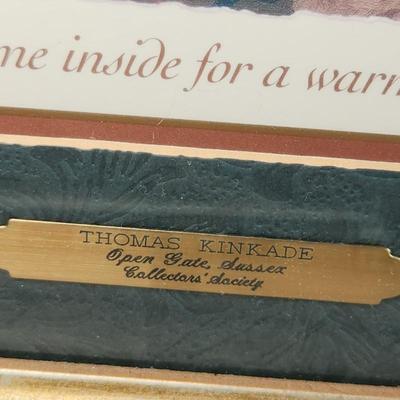 me inside for a warm
THOMAS KINKADE
Open Gate, Sussex
Collectors' Society